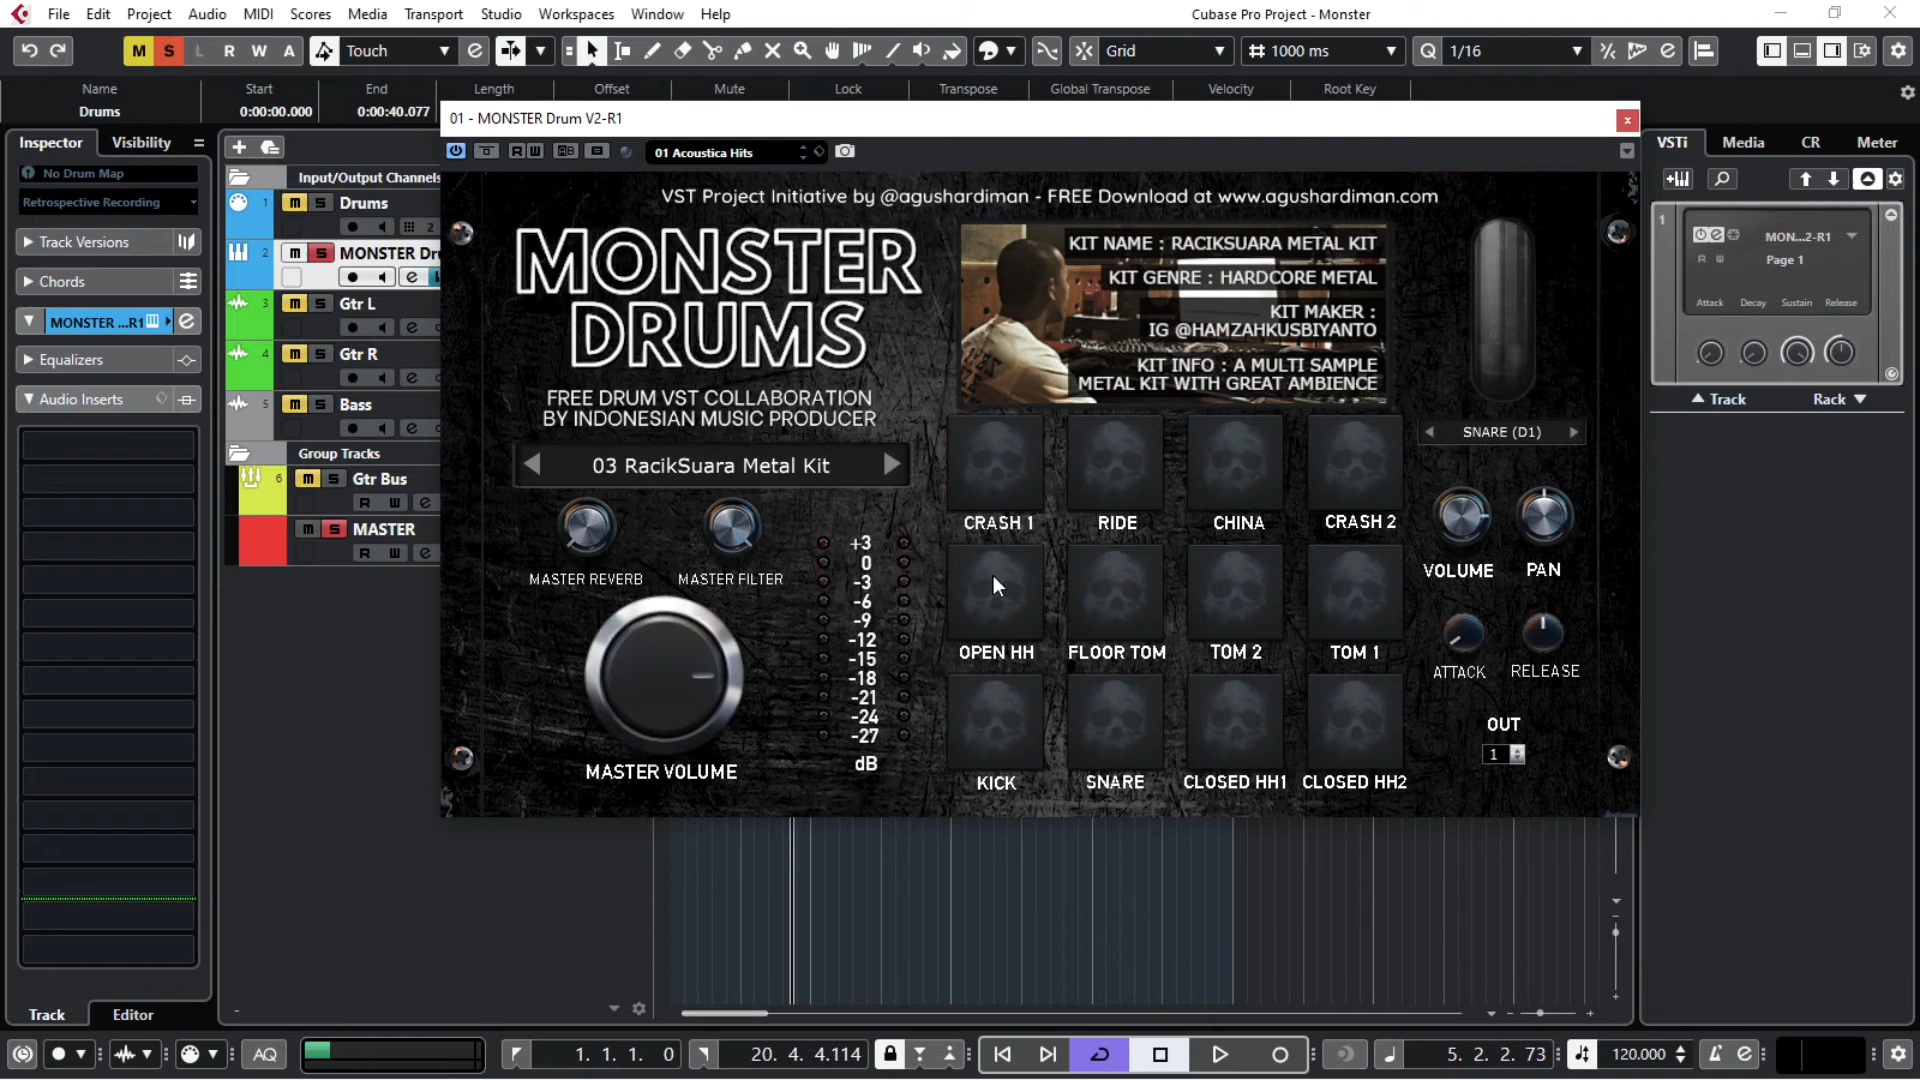 File Edit Project Audio MIDI Scores Media Transport Studio Workspaces Window Help
Cubase Pro Project - Monster
M S L R W A Touch Grid 1000 ms Q 1/16
Name Start End Length Offset Mute Lock Transpose Global Transpose Velocity Root Key
Drums 0:00:00.000 0:00:40.077
Inspector Visibility
No Drum Map
Retrospective Recording
Track Versions
Chords
MONSTER ...R1
Equalizers
Audio Inserts
Track Editor
Input/Output Channels
1 m S Drums
2
2 m S MONSTER Dru
3 m S Gtr L
4 m S Gtr R
5 m S Bass
Group Tracks
6 m S Gtr Bus
R W e
m S MASTER
R W e
01 - MONSTER Drum V2-R1
R W 01 Acoustica Hits
VST Project Initiative by @agushardiman - FREE Download at www.agushardiman.com
MONSTER
DRUMS
FREE DRUM VST COLLABORATION
BY INDONESIAN MUSIC PRODUCER
03 RacikSuara Metal Kit
MASTER REVERB MASTER FILTER
MASTER VOLUME
+3
0
-3
-6
-9
-12
-15
-18
-21
-24
-27
dB
KIT NAME : RACIKSUARA METAL KIT
KIT GENRE : HARDCORE METAL
KIT MAKER :
IG @HAMZAHKUSBIYANTO
KIT INFO : A MULTI SAMPLE
METAL KIT WITH GREAT AMBIENCE
CRASH 1 RIDE CHINA CRASH 2
OPEN HH FLOOR TOM TOM 2 TOM 1
KICK SNARE CLOSED HH1 CLOSED HH2
SNARE (D1)
VOLUME PAN
ATTACK RELEASE
OUT
1
VSTi Media CR Meter
1
MON...2-R1
R W Page 1
Attack Decay Sustain Release
Track Rack
AQ 1. 1. 1. 0 20. 4. 4.114 5. 2. 2. 73 120.000